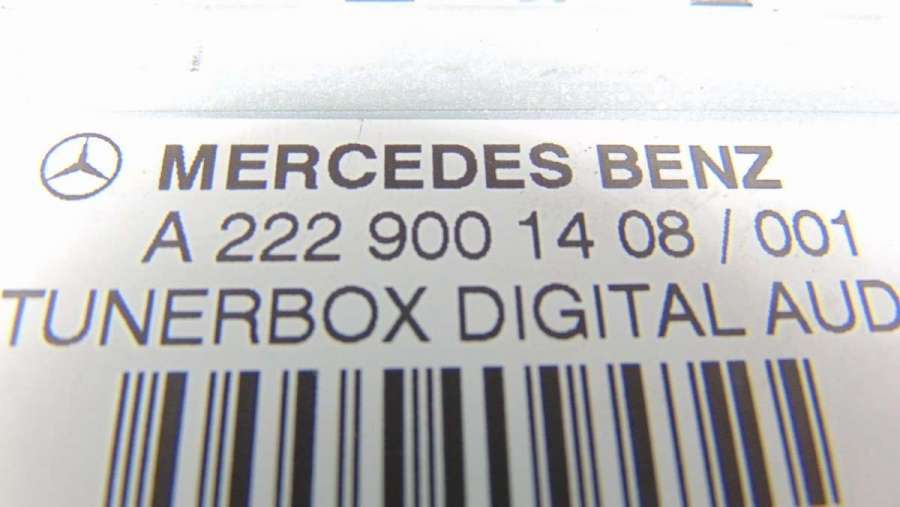 MERCEDES BENZ
A 222 900 14 08 / 001
TUNERBOX DIGITAL AUD